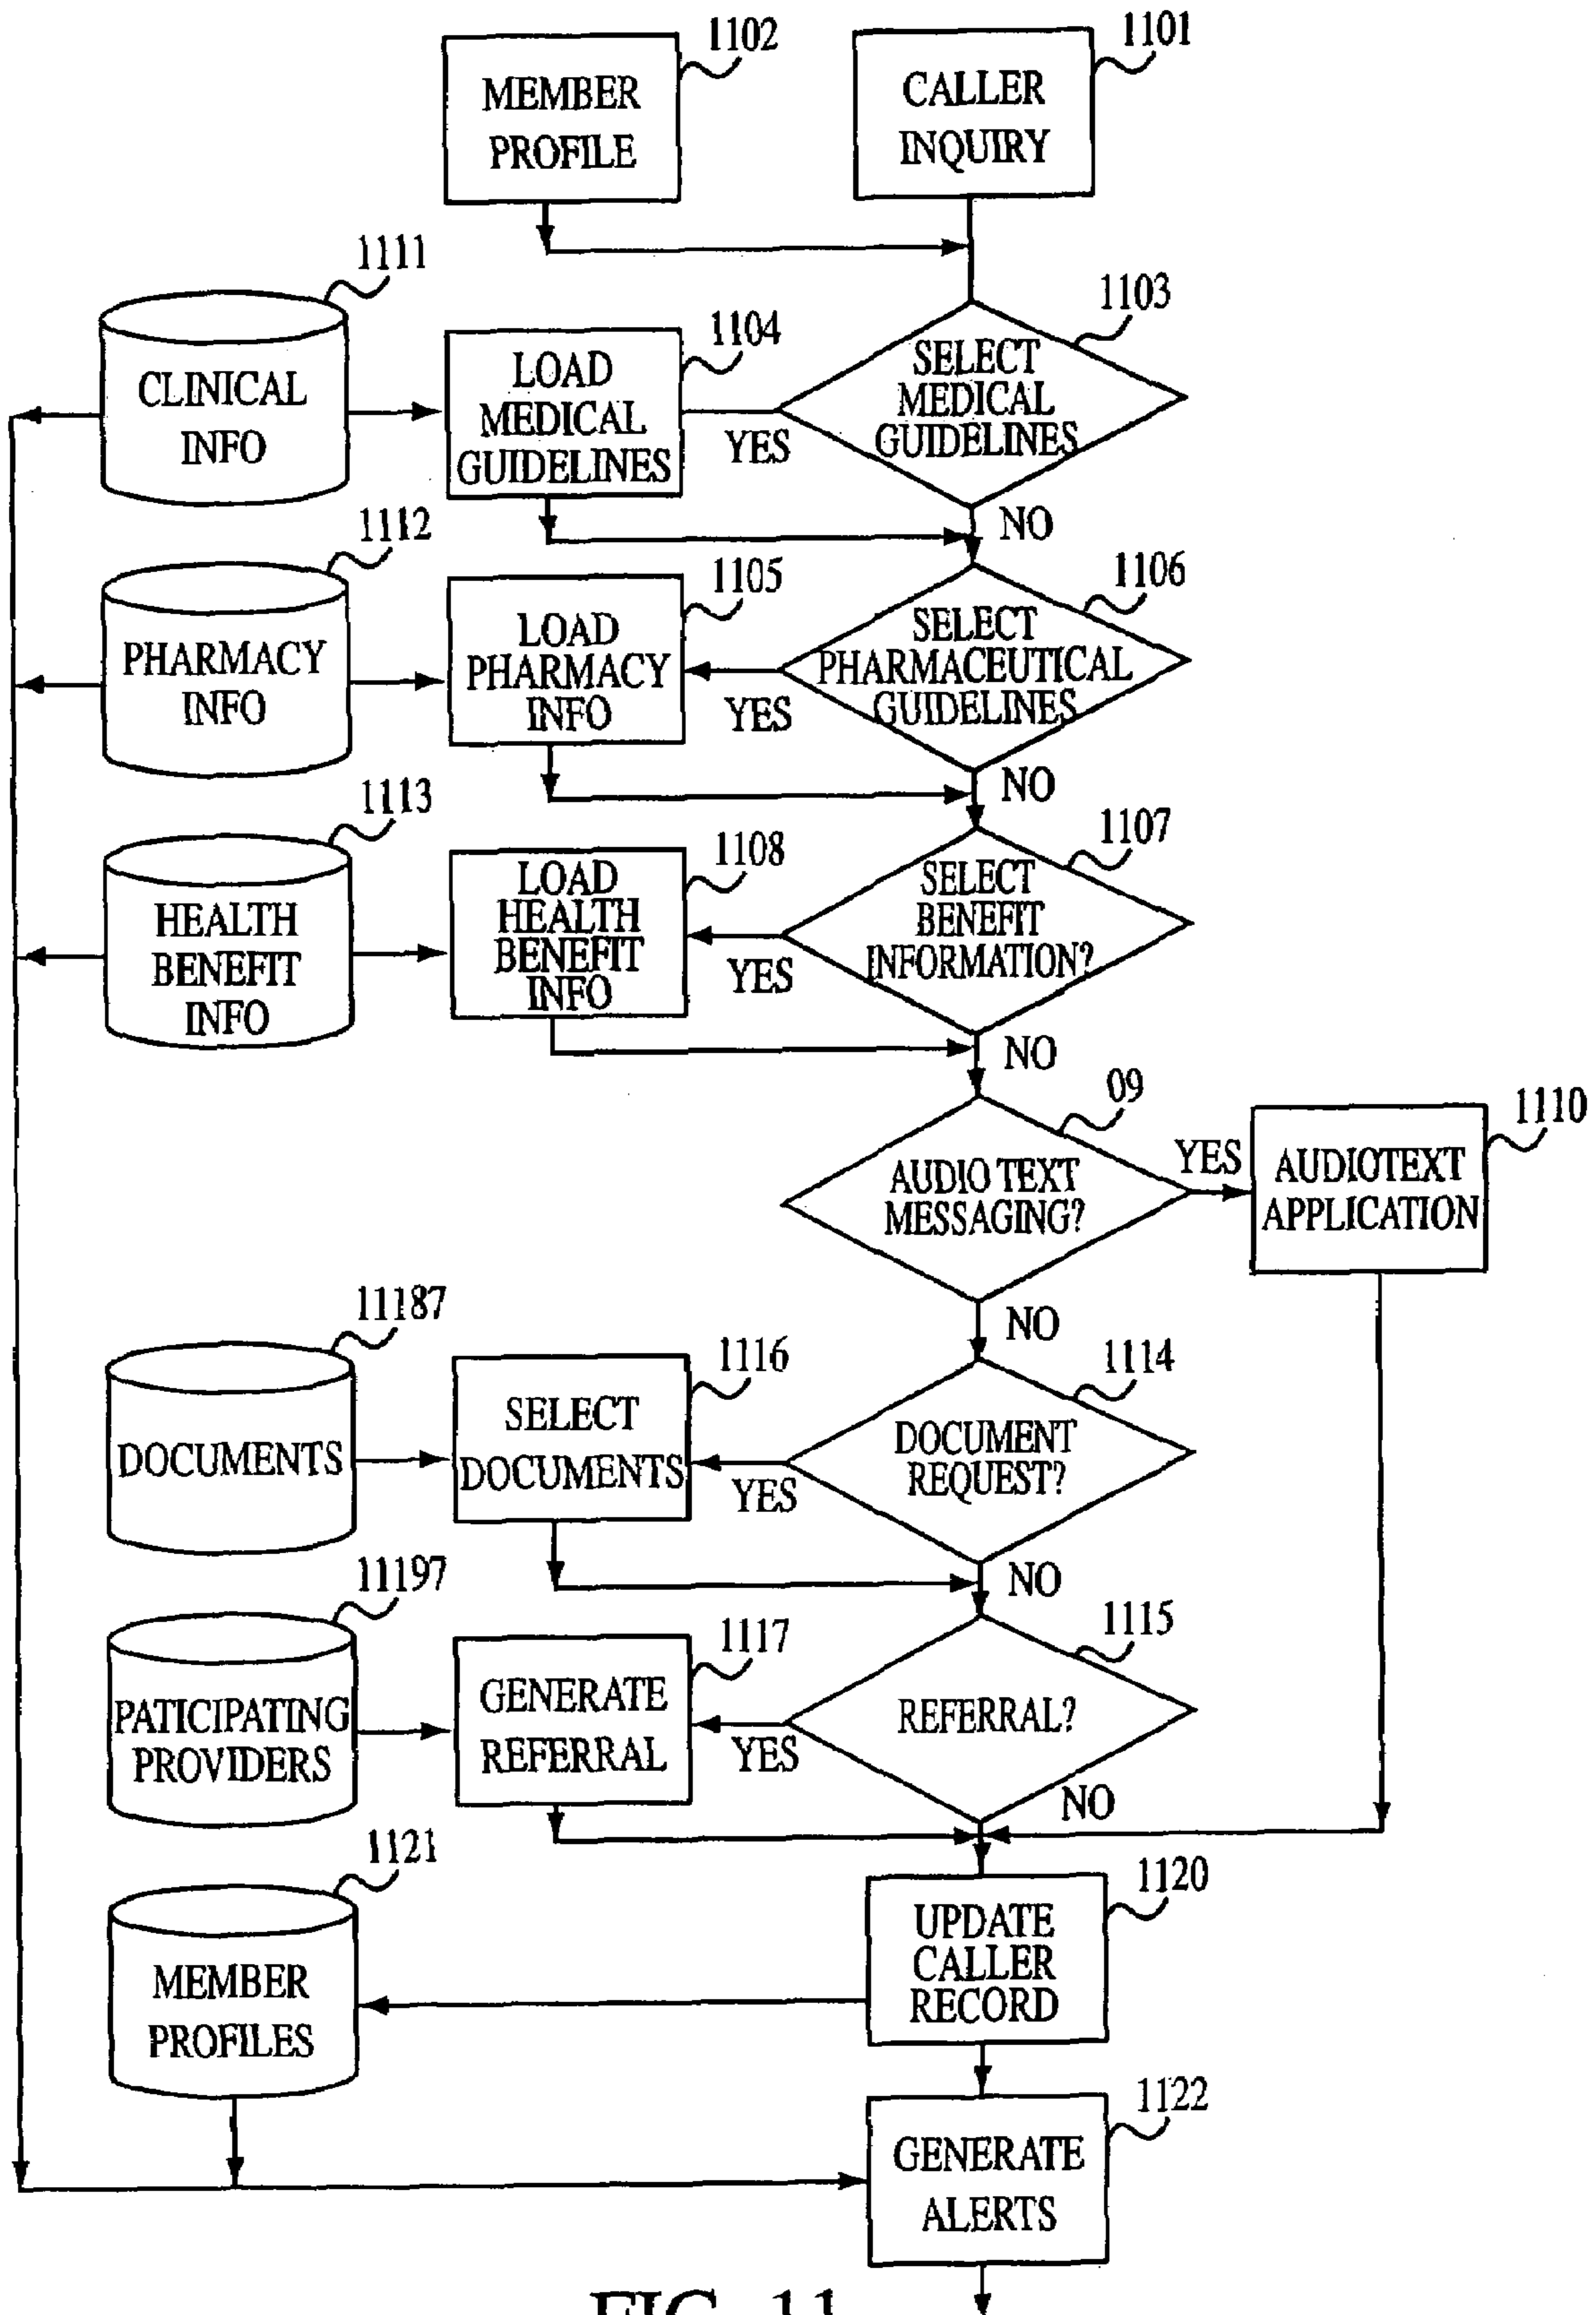 1102
MEMBER
PROFILE
1101
CALLER
INQUIRY
1111
CLINICAL
INFO
1104
LOAD
MEDICAL
GUIDELINES
YES
1103
SELECT
MEDICAL
GUIDELINES
NO
1112
PHARMACY
INFO
1105
LOAD
PHARMACY
INFO
YES
1106
SELECT
PHARMACEUTICAL
GUIDELINES
NO
1113
HEALTH
BENEFIT
INFO
1108
LOAD
HEALTH
BENEFIT
INFO
YES
1107
SELECT
BENEFIT
INFORMATION?
NO
09
AUDIO TEXT
MESSAGING?
YES
1110
AUDIOTEXT
APPLICATION
NO
11187
DOCUMENTS
1116
SELECT
DOCUMENTS
YES
1114
DOCUMENT
REQUEST?
NO
11197
PATICIPATING
PROVIDERS
1117
GENERATE
REFERRAL
YES
1115
REFERRAL?
NO
1121
MEMBER
PROFILES
1120
UPDATE
CALLER
RECORD
1122
GENERATE
ALERTS
FIG. 11